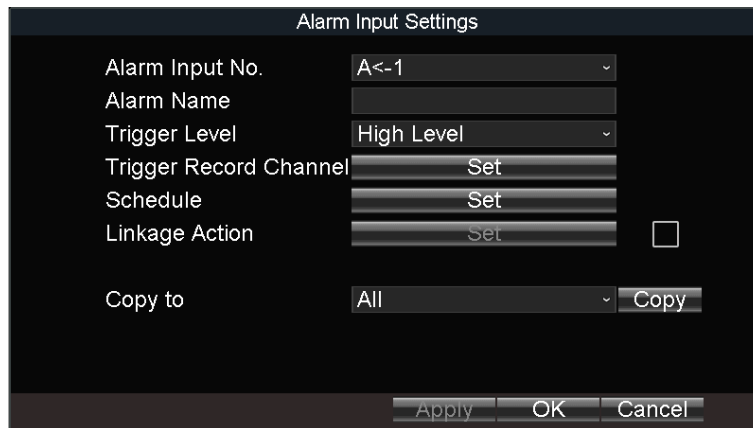 Alarm Input Settings
Alarm Input No. A<-1
Alarm Name
Trigger Level High Level
Trigger Record Channel Set
Schedule Set
Linkage Action Set
Copy to All Copy
Apply OK Cancel